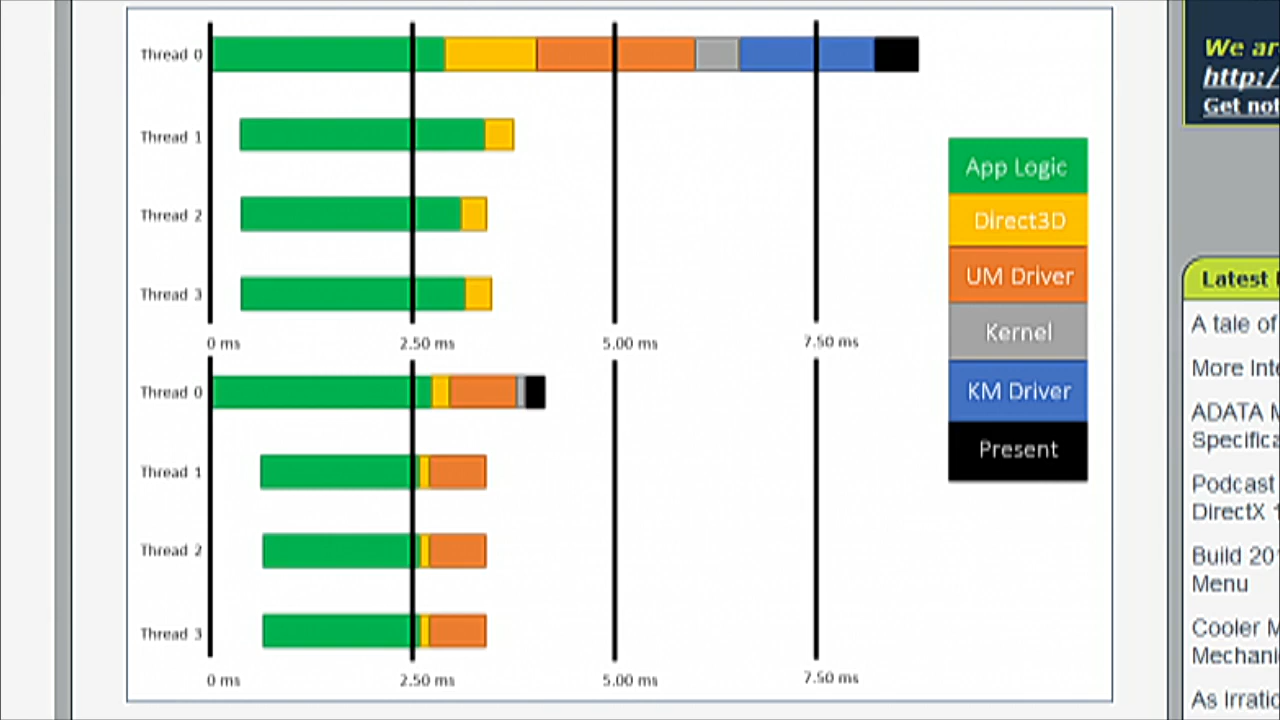 Thread 0
Thread 1
Thread 2
Thread 3
0 ms 2.50 ms 5.00 ms 7.50 ms
Thread 0
Thread 1
Thread 2
Thread 3
0 ms 2.50 ms 5.00 ms 7.50 ms
App Logic
Direct3D
UM Driver
Kernel
KM Driver
Present
We ar
http:/
Get not
Latest
A tale of
More Inte
ADATA
Specifica
Podcast
DirectX 1
Build 201
Menu
Cooler
Mechani
As Irratio